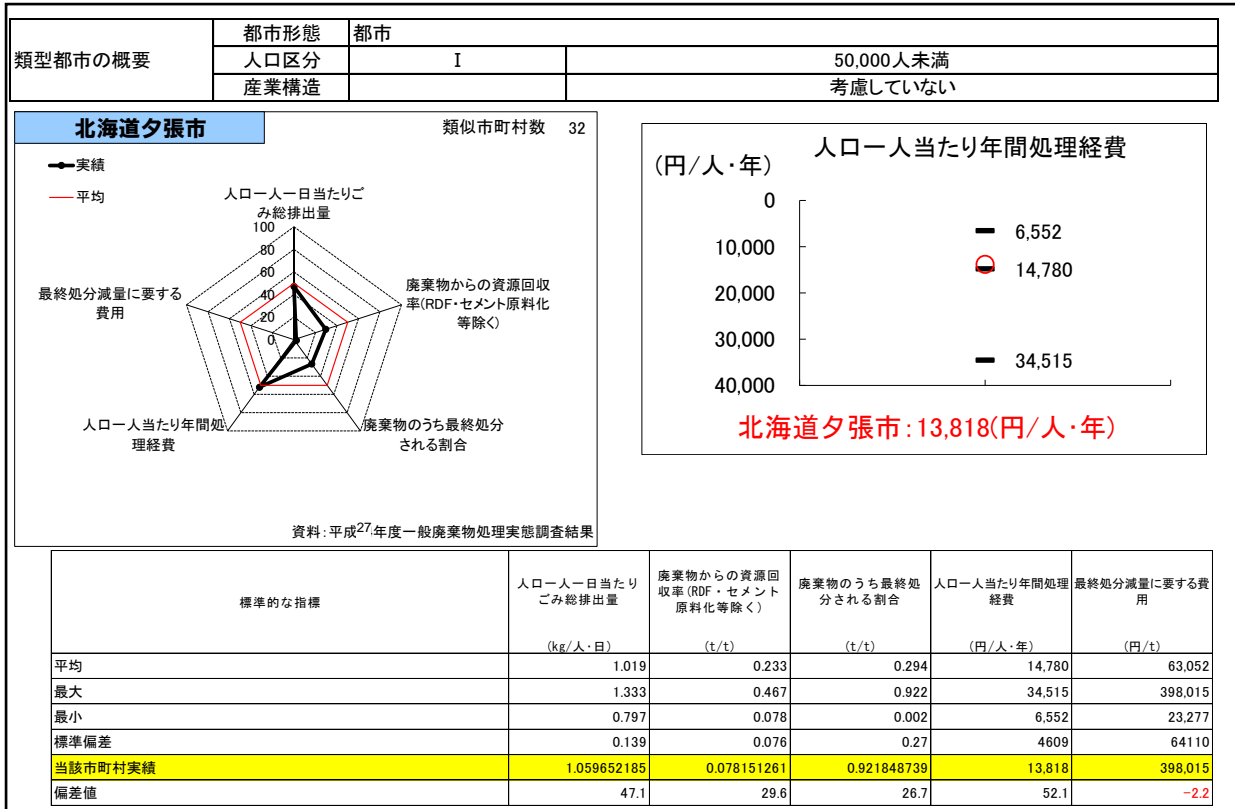 類型都市の概要
都市形態 都市
人口区分 Ⅰ 50,000人未満
産業構造 考慮していない
北海道夕張市
類似市町村数 32
実績
平均
人口一人一日当たりご
み総排出量
100
80
60
40
20
0
廃棄物からの資源回収
率(RDF・セメント原料化
等除く)
廃棄物のうち最終処分
される割合
人口一人当たり年間処
理経費
最終処分減量に要する
費用
資料:平成27年度一般廃棄物処理実態調査結果
人口一人当たり年間処理経費
(円/人・年)
0
10,000
20,000
30,000
40,000
6,552
14,780
34,515
北海道夕張市:13,818(円/人・年)
標準的な指標
人口一人一日当たり
ごみ総排出量
(kg/人・日)
廃棄物からの資源回
収率(RDF・セメント
原料化等除く)
(t/t)
廃棄物のうち最終処
分される割合
(t/t)
人口一人当たり年間処理
経費
(円/人・年)
最終処分減量に要する費
用
(円/t)
平均 1.019 0.233 0.294 14,780 63,052
最大 1.333 0.467 0.922 34,515 398,015
最小 0.797 0.078 0.002 6,552 23,277
標準偏差 0.139 0.076 0.27 4609 64110
当該市町村実績 1.059652185 0.078151261 0.921848739 13,818 398,015
偏差値 47.1 29.6 26.7 52.1 -2.2